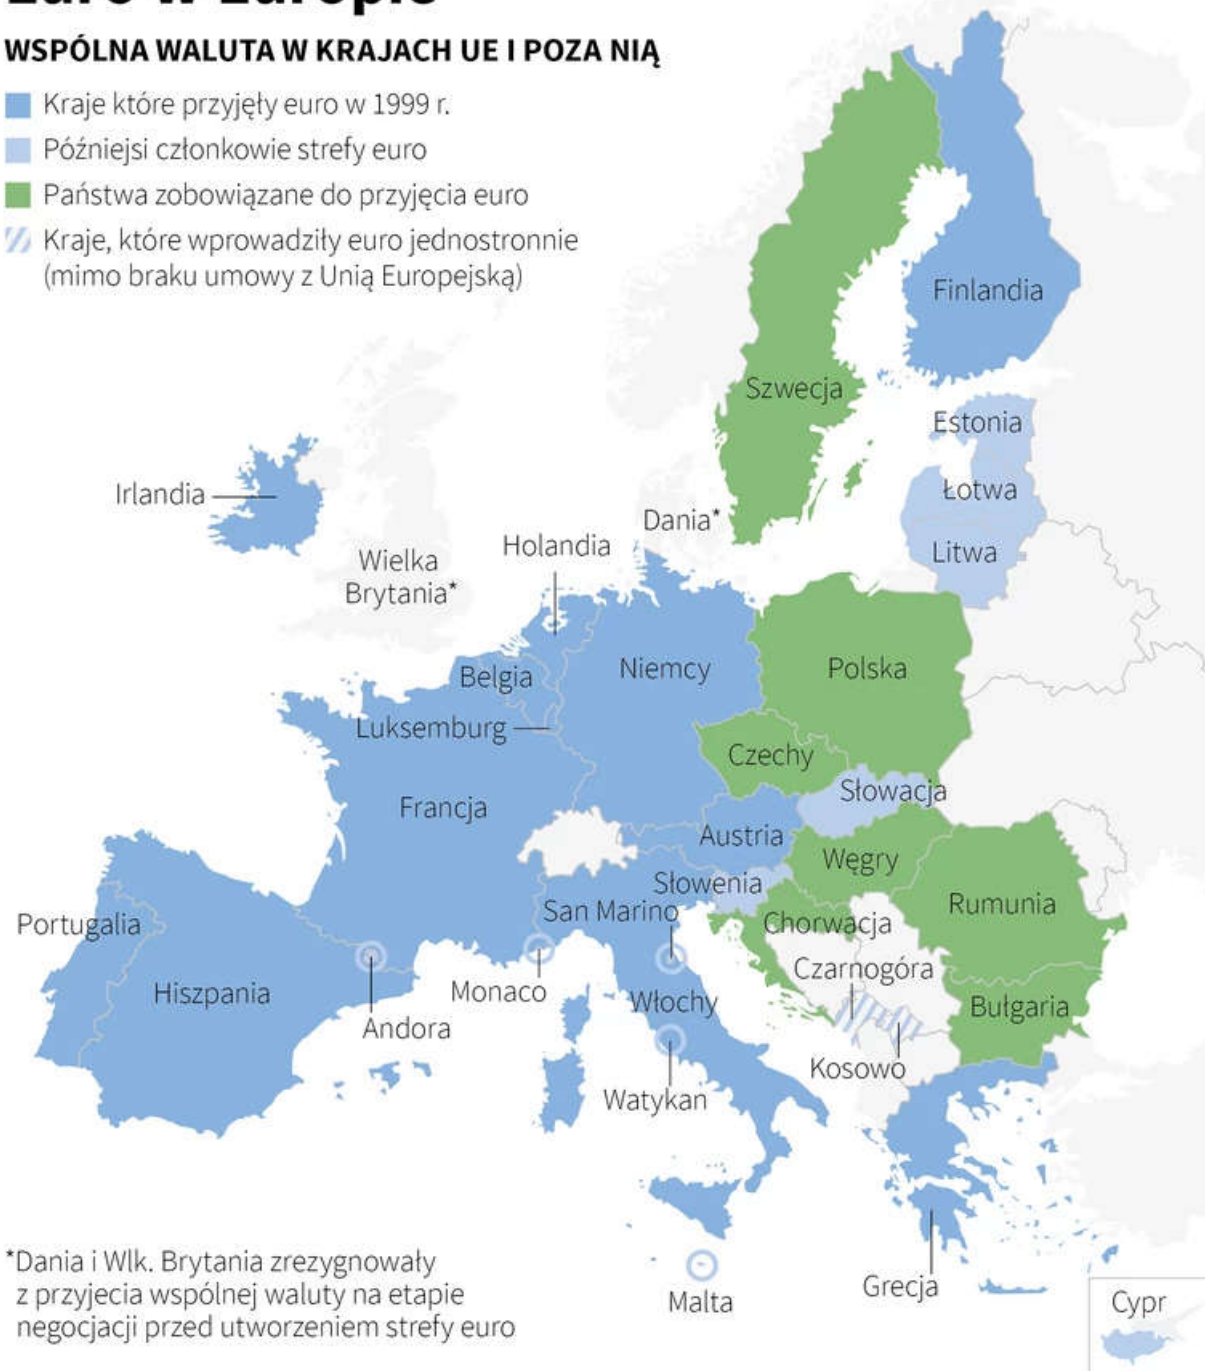 Euro w Europie
WSPÓLNA WALUTA W KRAJACH UE I POZA NIĄ
Kraje które przyjęły euro w 1999 r.
Późniejsi członkowie strefy euro
Państwa zobowiązane do przyjęcia euro
Kraje, które wprowadziły euro jednostronnie
(mimo braku umowy z Unią Europejską)
Finlandia
Szwecja
Estonia
Łotwa
Litwa
Irlandia
Dania*
Holandia
Wielka
Brytania*
Belgia
Niemcy
Polska
Luksemburg
Czechy
Słowacja
Francja
Austria
Węgry
Słowenia
San Marino
Rumunia
Chorwacja
Portugalia
Czarnogóra
Hiszpania
Monaco
Włochy
Bułgaria
Andora
Kosowo
Watykan
Grecja
Malta
Cypr
*Dania i Wlk. Brytania zrezygnowały
z przyjecia wspólnej waluty na etapie
negocjacji przed utworzeniem strefy euro